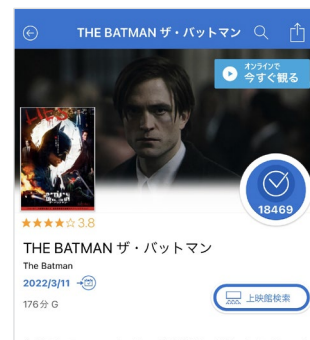 THE BATMAN ザ・バットマン
オンラインで
今すぐ観る
18469
3.8
THE BATMAN ザ・バットマン
The Batman
2022/3/11
176分 G
上映館検索